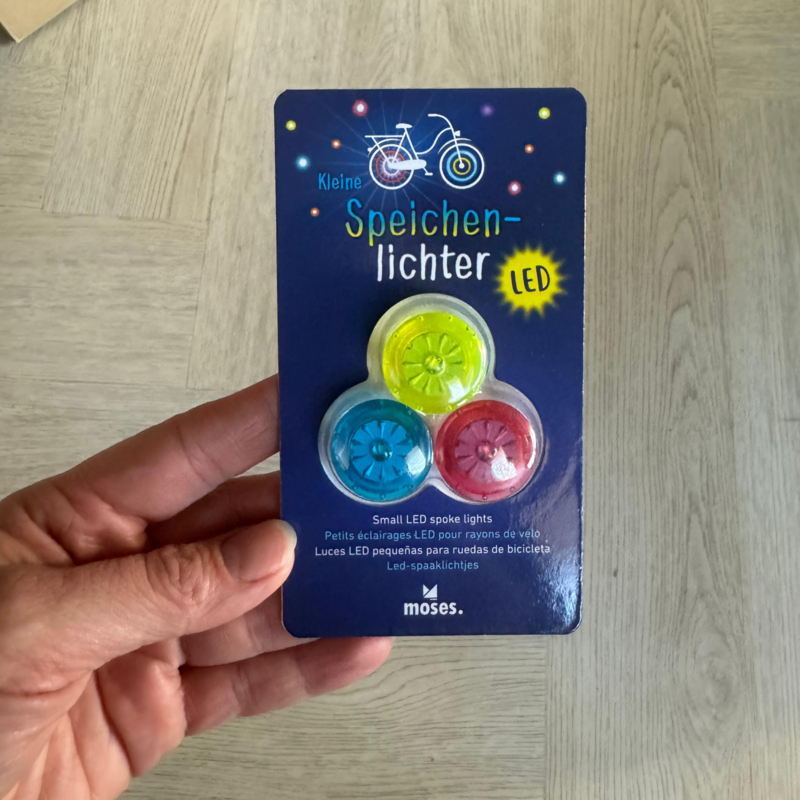 Kleine
Speichen-
lichter
LED
Small LED spoke lights
Petits éclairages LED pour rayons de velo
Luces LED pequeñas para ruedas de bicicleta
Led-spaaklichtjes
moses.